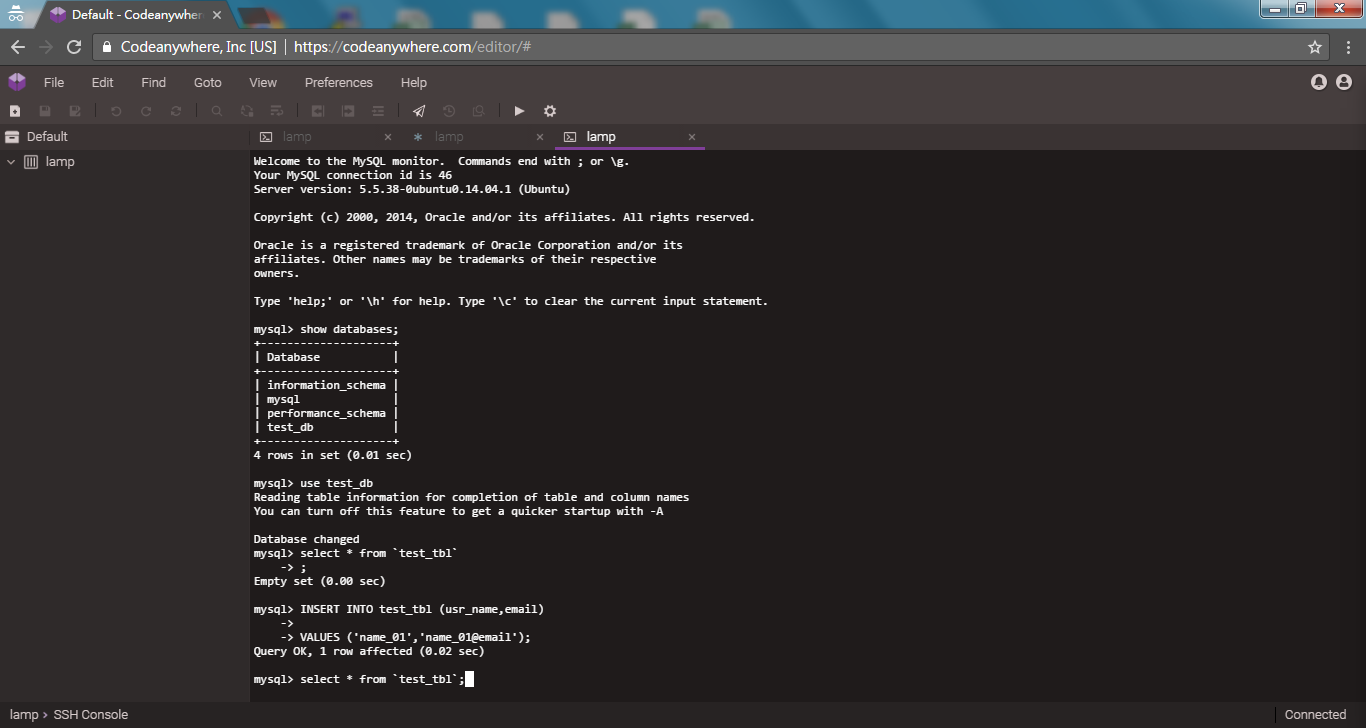 Default - Codeanywher
Codeanywhere, Inc [US] | https://codeanywhere.com/editor/#
File Edit Find Goto View Preferences Help
Default
lamp
lamp
lamp
lamp
Welcome to the MySQL monitor.  Commands end with ; or \g.
Your MySQL connection id is 46
Server version: 5.5.38-0ubuntu0.14.04.1 (Ubuntu)
Copyright (c) 2000, 2014, Oracle and/or its affiliates. All rights reserved.
Oracle is a registered trademark of Oracle Corporation and/or its
affiliates. Other names may be trademarks of their respective
owners.
Type 'help;' or '\h' for help. Type '\c' to clear the current input statement.
mysql> show databases;
+--------------------+
| Database           |
+--------------------+
| information_schema |
| mysql              |
| performance_schema |
| test_db            |
+--------------------+
4 rows in set (0.01 sec)
mysql> use test_db
Reading table information for completion of table and column names
You can turn off this feature to get a quicker startup with -A
Database changed
mysql> select * from `test_tbl`
    -> ;
Empty set (0.00 sec)
mysql> INSERT INTO test_tbl (usr_name,email)
    ->
    -> VALUES ('name_01','name_01@email');
Query OK, 1 row affected (0.02 sec)
mysql> select * from `test_tbl`;
lamp > SSH Console
Connected